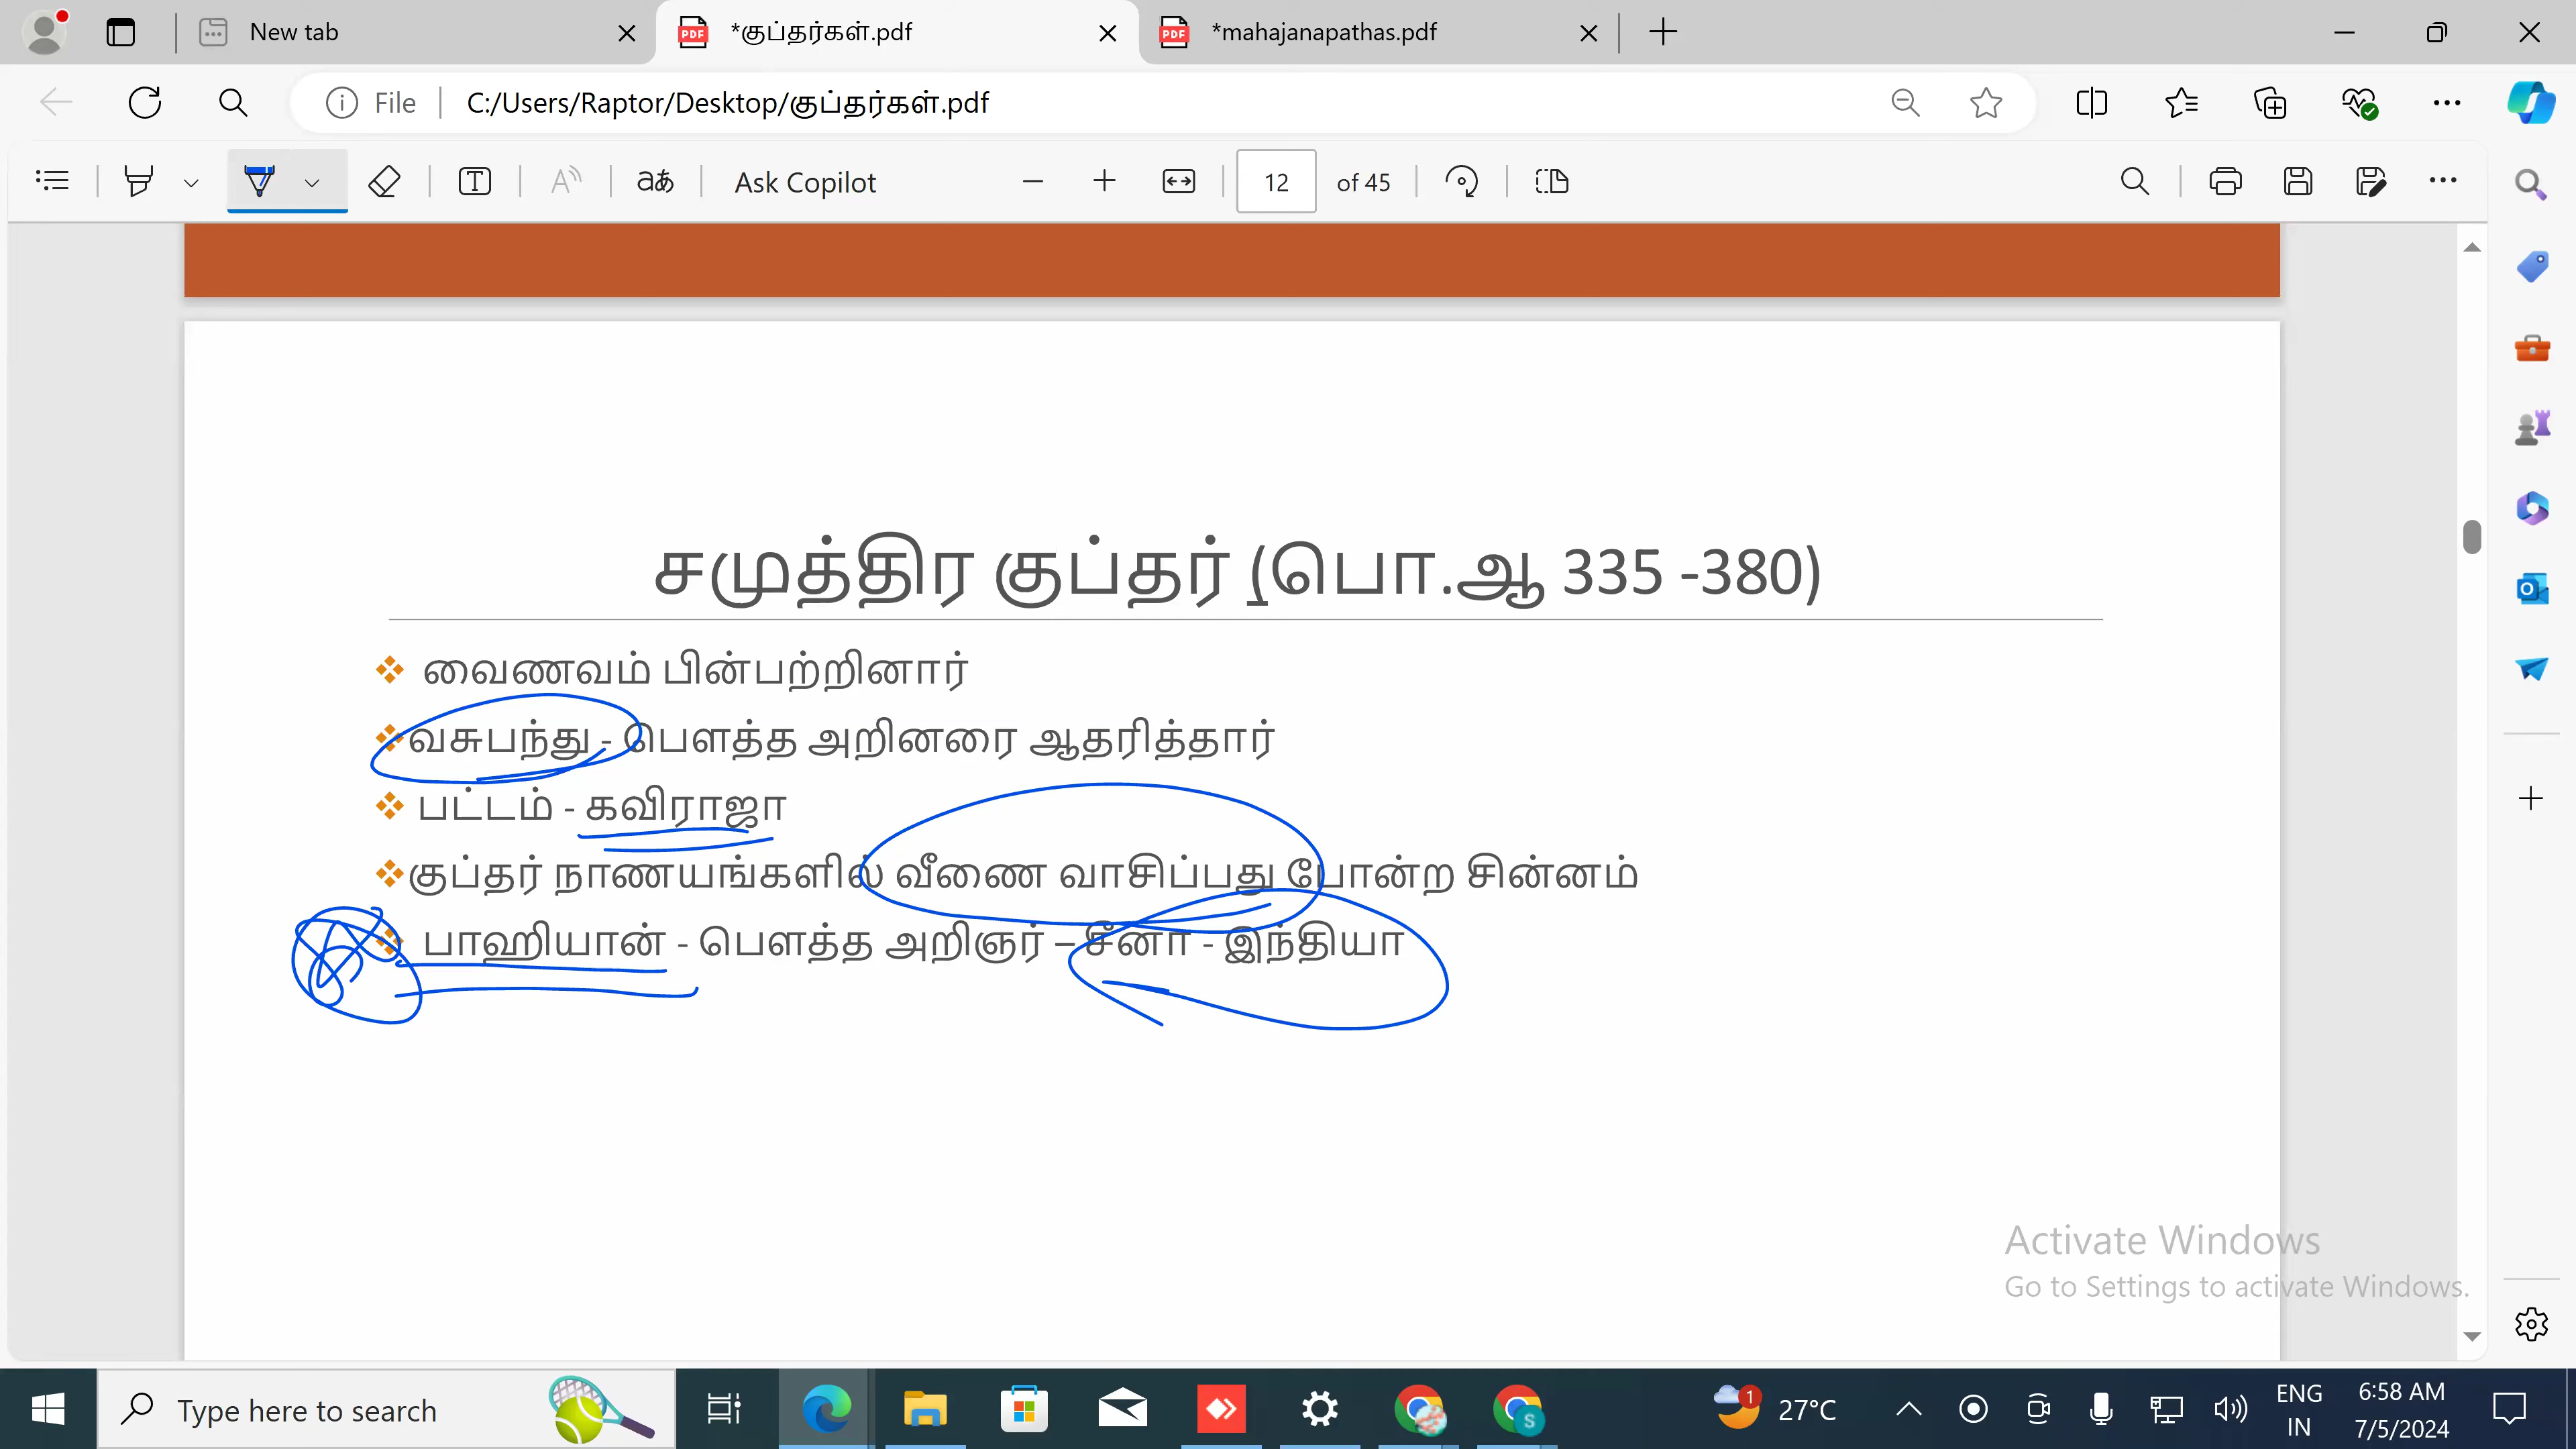 New tab
*குப்தர்கள்.pdf
*mahajanapathas.pdf
File
C:/Users/Raptor/Desktop/குப்தர்கள்.pdf
Ask Copilot
12 of 45
சமுத்திர குப்தர் (பொ.ஆ 335 -380)
வைணவம் பின்பற்றினார்
வசுபந்து - பௌத்த அறினரை ஆதரித்தார்
பட்டம் - கவிராஜா
குப்தர் நாணயங்களில் வீணை வாசிப்பது போன்ற சின்னம்
பாஹியான் - பௌத்த அறிஞர் – சீனா - இந்தியா
Activate Windows
Go to Settings to activate Windows.
Type here to search
1
27°C
ENG
IN
6:58 AM
7/5/2024